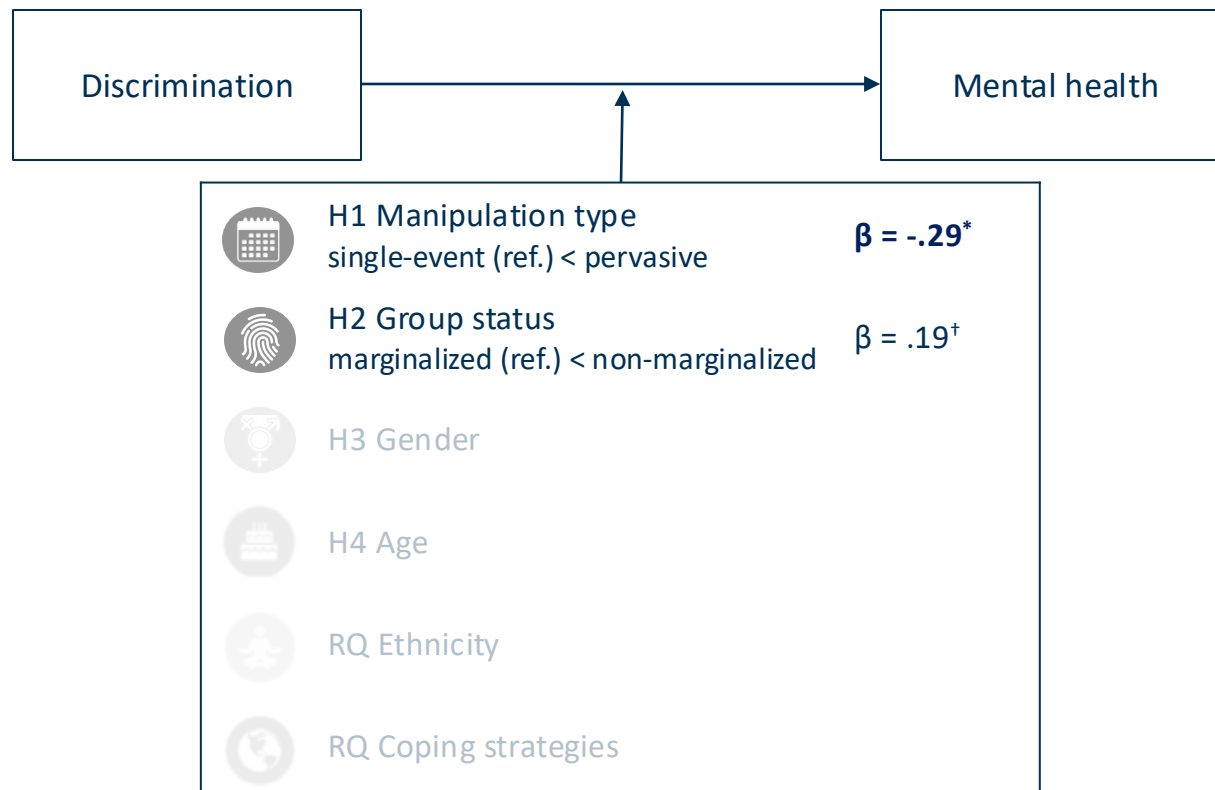 Discrimination
Mental health
H1 Manipulation type
single-event (ref.) < pervasive
β = -.29*
H2 Group status
marginalized (ref.) < non-marginalized
β = .19†
H3 Gender
H4 Age
RQ Ethnicity
RQ Coping strategies